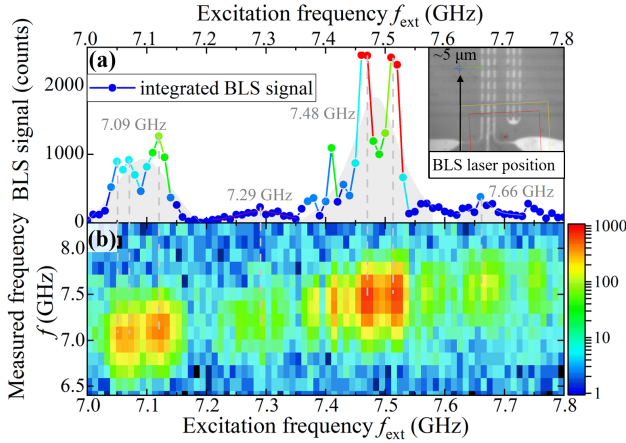 Excitation frequency f_ext (GHz)
7.0 7.1 7.2 7.3 7.4 7.5 7.6 7.7 7.8
(a)
integrated BLS signal
~5 μm
BLS laser position
BLS signal (counts)
2000
1000
0
7.09 GHz
7.29 GHz
7.48 GHz
7.66 GHz
(b)
Measured frequency
f (GHz)
8.0
7.5
7.0
6.5
1000
100
10
1
7.0 7.1 7.2 7.3 7.4 7.5 7.6 7.7 7.8
Excitation frequency f_ext (GHz)